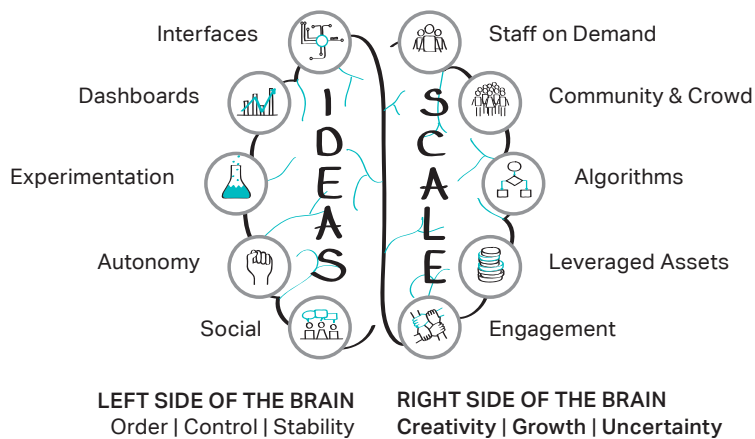 Interfaces
Dashboards
Experimentation
Autonomy
Social
IDEAS
SCALE
Staff on Demand
Community & Crowd
Algorithms
Leveraged Assets
Engagement
LEFT SIDE OF THE BRAIN
Order | Control | Stability
RIGHT SIDE OF THE BRAIN
Creativity | Growth | Uncertainty